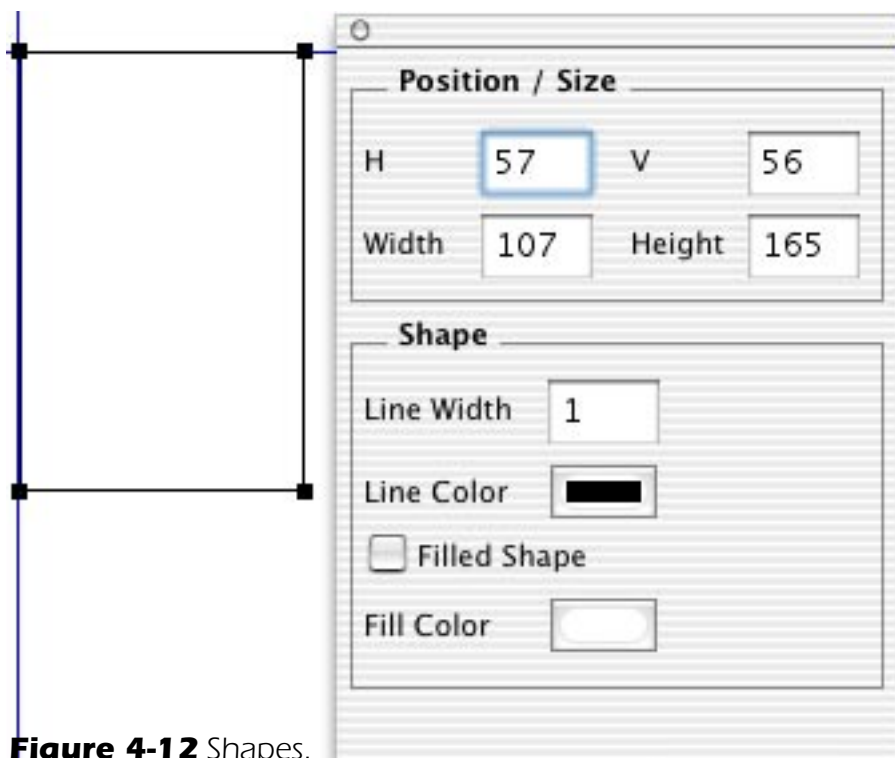 Position / Size
H 57 V 56
Width 107 Height 165
Shape
Line Width 1
Line Color
Filled Shape
Fill Color
Figure 4-12 Shapes.